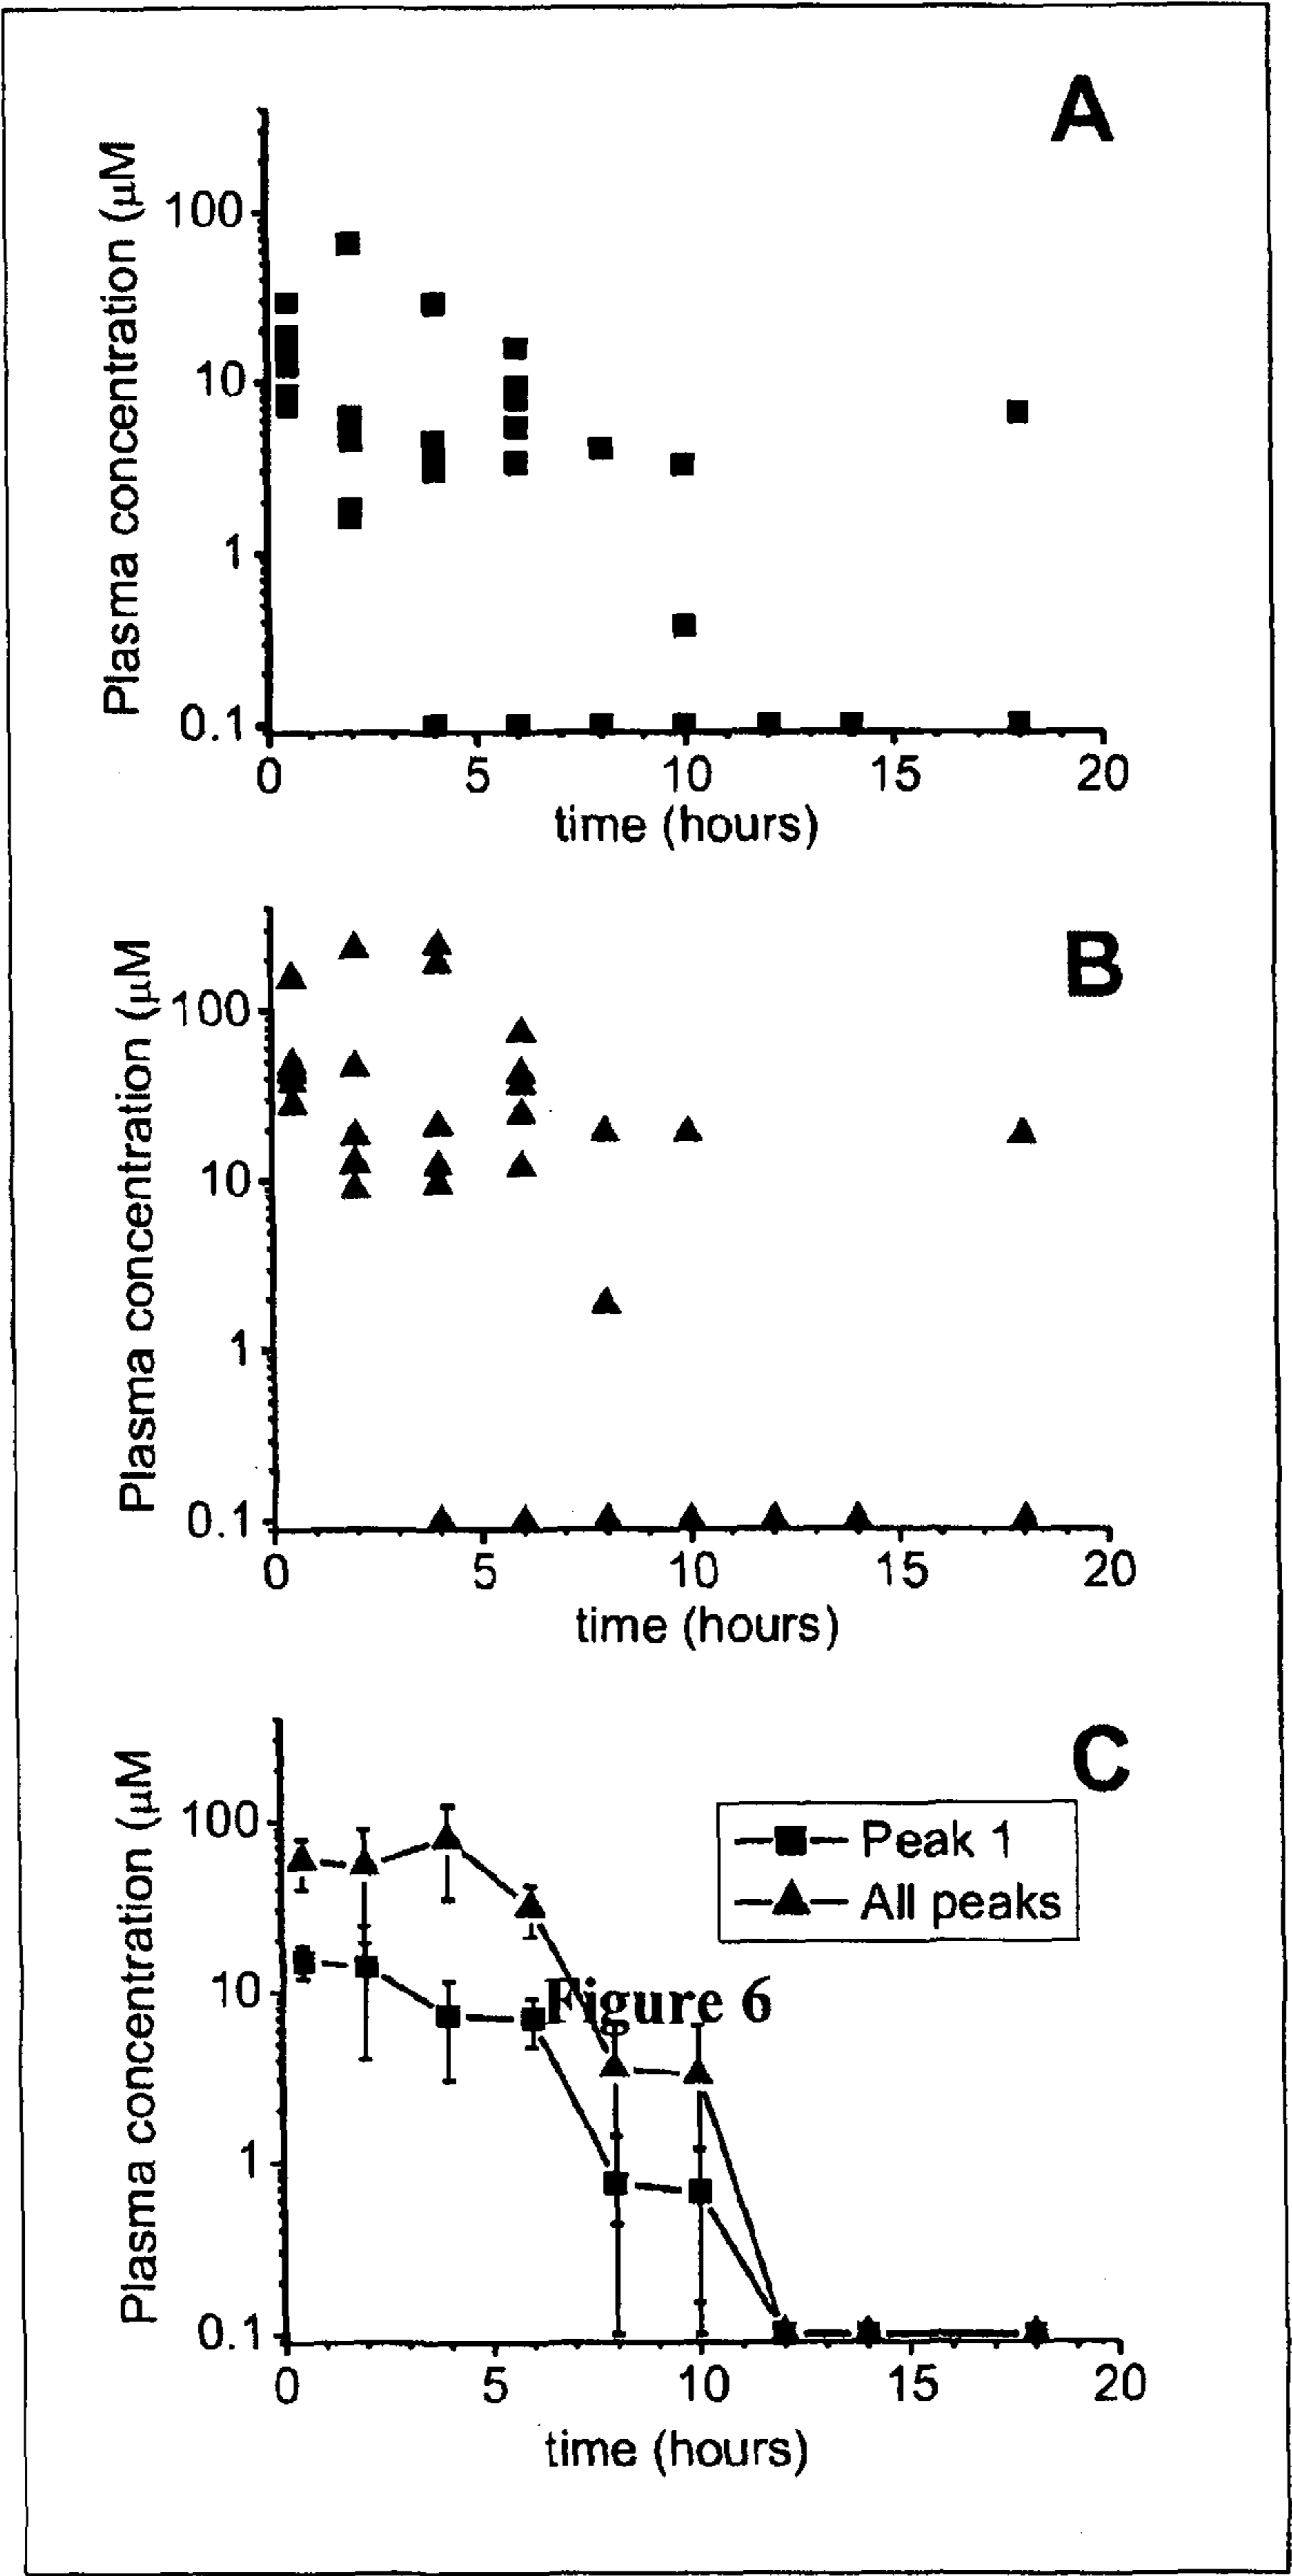 A
Plasma concentration (μM
100
10
1
0.1
0 5 10 15 20
time (hours)
B
Plasma concentration (μM
100
10
1
0.1
0 5 10 15 20
time (hours)
C
Plasma concentration (μM
100
10
1
0.1
Peak 1
All peaks
Figure 6
0 5 10 15 20
time (hours)